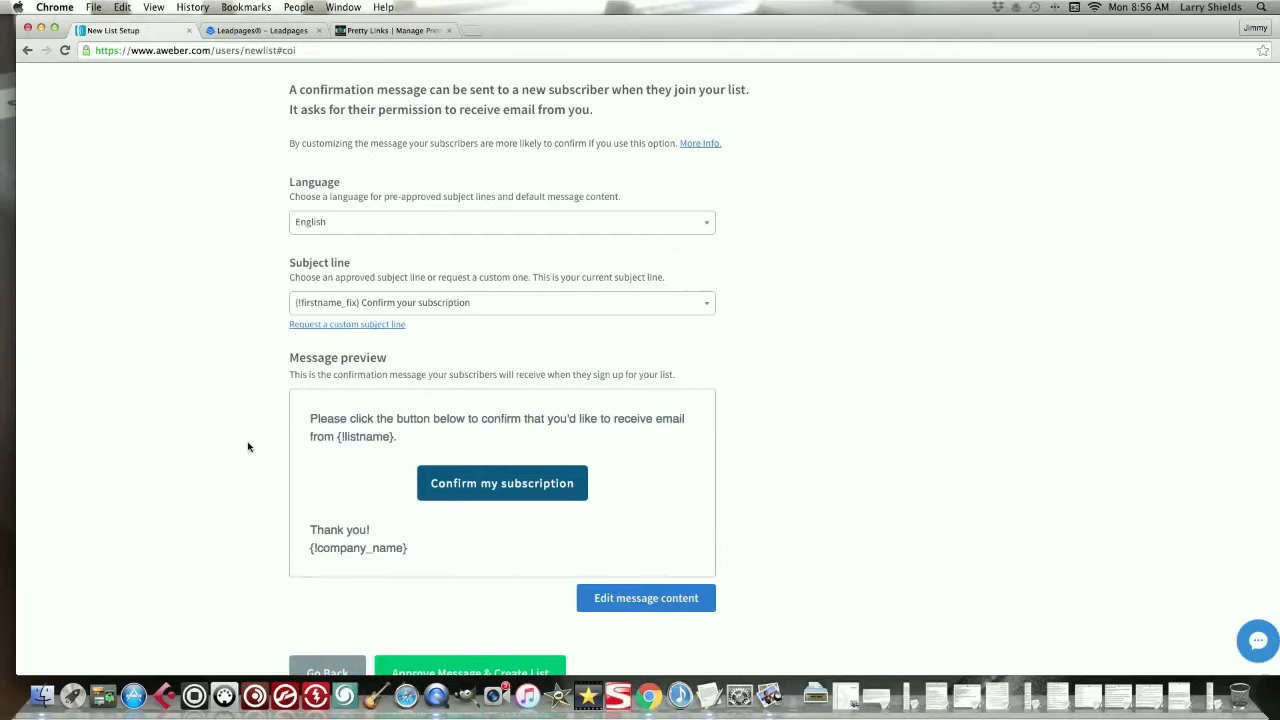 Chrome File Edit View History Bookmarks People Window Help Mon 8:56 AM Larry Shields
New List Setup Leadpages® – Leadpages Pretty Links | Manage Pre Jimmy
https://www.aweber.com/users/newlist#coi
A confirmation message can be sent to a new subscriber when they join your list.
It asks for their permission to receive email from you.
By customizing the message your subscribers are more likely to confirm if you use this option. More Info.
Language
Choose a language for pre-approved subject lines and default message content.
English
Subject line
Choose an approved subject line or request a custom one. This is your current subject line.
{!firstname_fix} Confirm your subscription
Request a custom subject line
Message preview
This is the confirmation message your subscribers will receive when they sign up for your list.
Please click the button below to confirm that you'd like to receive email
from {!listname}.
Confirm my subscription
Thank you!
{!company_name}
Edit message content
Go Back Approve Message & Create List